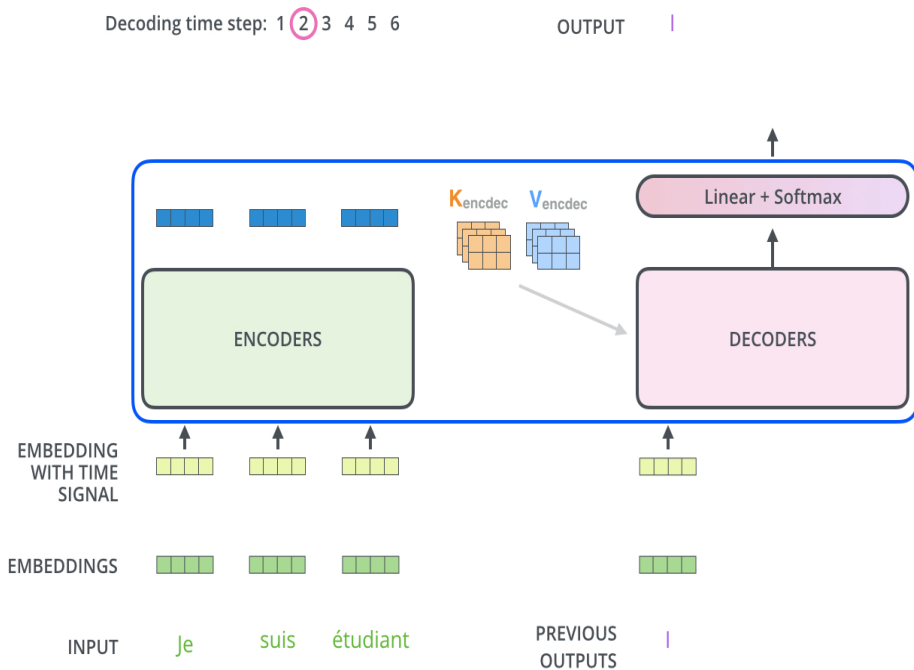 Decoding time step: 1 2 3 4 5 6
OUTPUT I
Kencdec Vencdec
Linear + Softmax
ENCODERS
DECODERS
EMBEDDING
WITH TIME
SIGNAL
EMBEDDINGS
INPUT Je suis étudiant
PREVIOUS
OUTPUTS
I